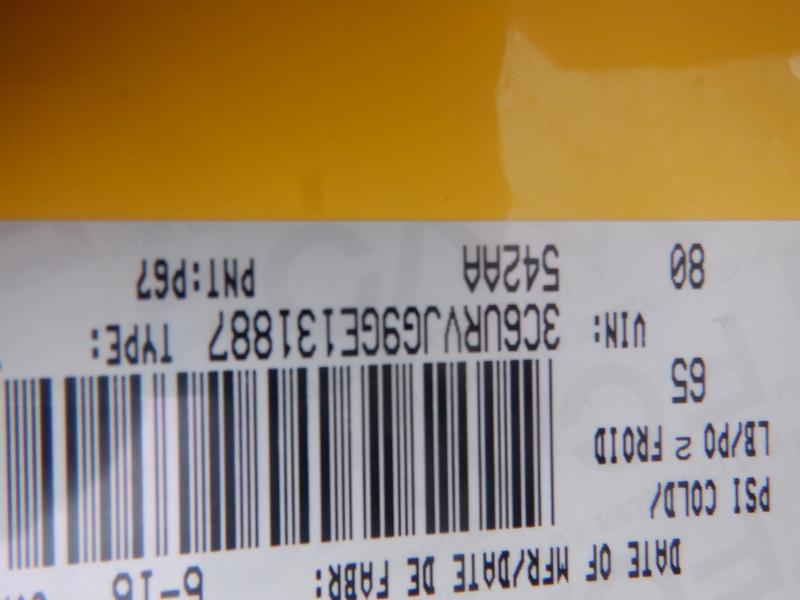 DATE OF MFR/DATE DE FABR:
PSI COLD/
LB/PO 2 FROID
65
VIN: 3C6URVJG9GE131887 TYPE:
80 542AA PNT:P67